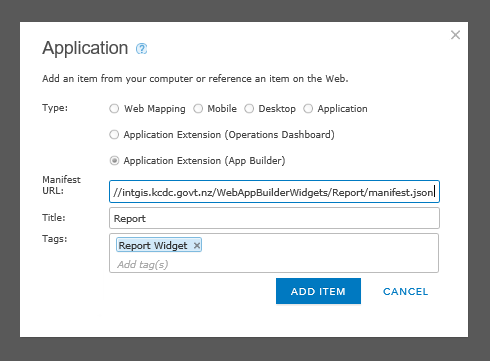 Application ?
Add an item from your computer or reference an item on the Web.
Type: Web Mapping Mobile Desktop Application
Application Extension (Operations Dashboard)
Application Extension (App Builder)
Manifest URL: //intgis.kcdc.govt.nz/WebAppBuilderWidgets/Report/manifest.json
Title: Report
Tags: Report Widget ×
Add tag(s)
ADD ITEM CANCEL